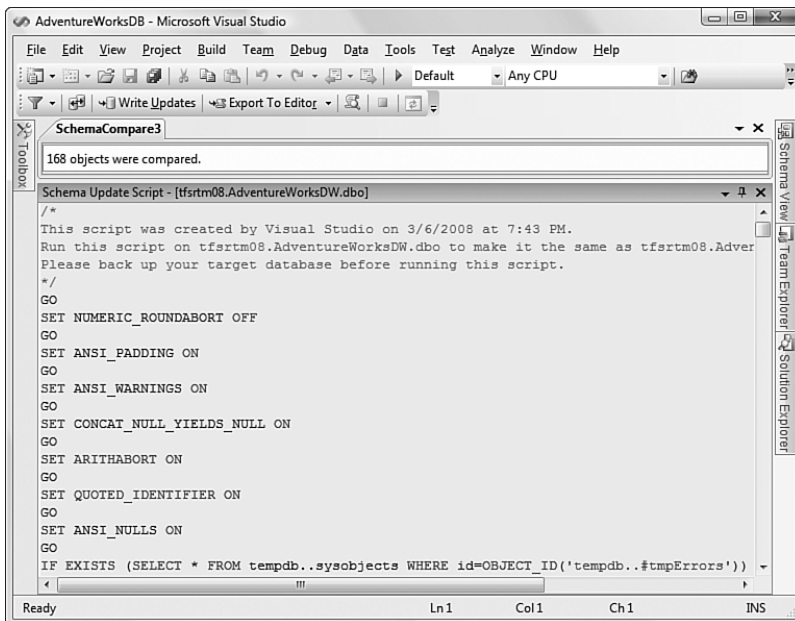 AdventureWorksDB - Microsoft Visual Studio
File Edit View Project Build Team Debug Data Tools Test Analyze Window Help
Default Any CPU
Write Updates Export To Editor
Toolbox
SchemaCompare3
168 objects were compared.
Schema Update Script - [tfsrtm08.AdventureWorksDW.dbo]
/*
This script was created by Visual Studio on 3/6/2008 at 7:43 PM.
Run this script on tfsrtm08.AdventureWorksDW.dbo to make it the same as tfsrtm08.Adver
Please back up your target database before running this script.
*/
GO
SET NUMERIC_ROUNDABORT OFF
GO
SET ANSI_PADDING ON
GO
SET ANSI_WARNINGS ON
GO
SET CONCAT_NULL_YIELDS_NULL ON
GO
SET ARITHABORT ON
GO
SET QUOTED_IDENTIFIER ON
GO
SET ANSI_NULLS ON
GO
IF EXISTS (SELECT * FROM tempdb..sysobjects WHERE id=OBJECT_ID('tempdb..#tmpErrors'))
Schema View
Team Explorer
Solution Explorer
Ready Ln 1 Col 1 Ch 1 INS